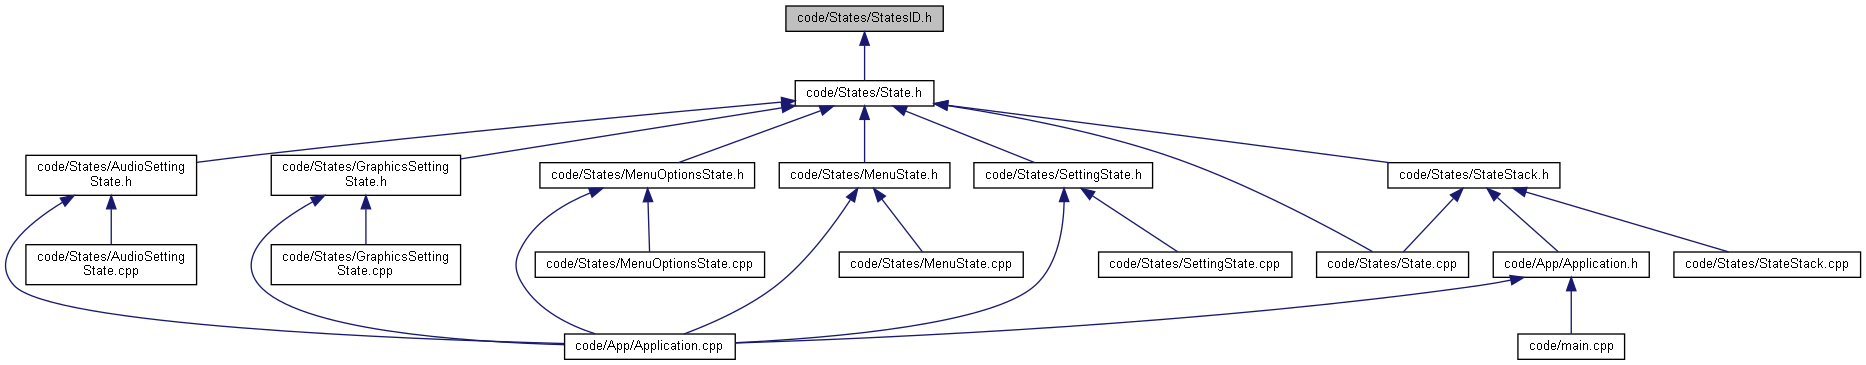 code/States/StatesID.h
code/States/State.h
code/States/AudioSetting
State.h
code/States/GraphicsSetting
State.h
code/States/MenuOptionsState.h
code/States/MenuState.h
code/States/SettingState.h
code/States/StateStack.h
code/States/AudioSetting
State.cpp
code/States/GraphicsSetting
State.cpp
code/States/MenuOptionsState.cpp
code/States/MenuState.cpp
code/States/SettingState.cpp
code/States/State.cpp
code/App/Application.h
code/States/StateStack.cpp
code/App/Application.cpp
code/main.cpp